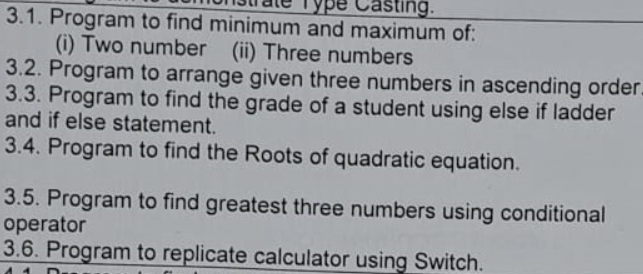 Type Casting.
3.1. Program to find minimum and maximum of:
(i) Two number (ii) Three numbers
3.2. Program to arrange given three numbers in ascending order.
3.3. Program to find the grade of a student using else if ladder
and if else statement.
3.4. Program to find the Roots of quadratic equation.
3.5. Program to find greatest three numbers using conditional
operator
3.6. Program to replicate calculator using Switch.